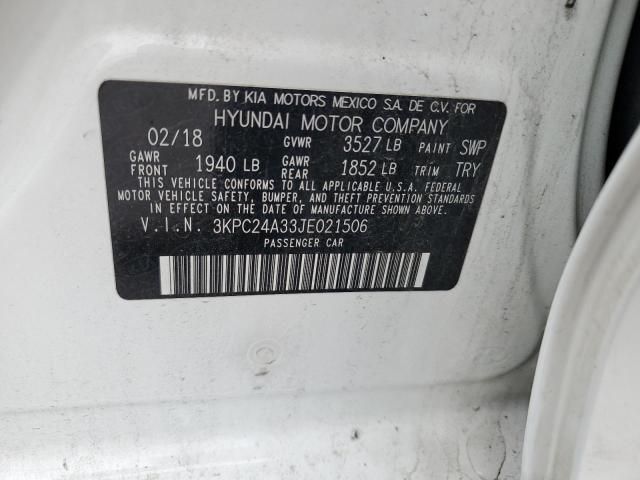 MFD. BY KIA MOTORS MEXICO S.A. DE C.V. FOR
HYUNDAI MOTOR COMPANY
02/18 GVWR 3527 LB PAINT SWP
GAWR FRONT 1940 LB GAWR REAR 1852 LB TRIM TRY
THIS VEHICLE CONFORMS TO ALL APPLICABLE U.S.A. FEDERAL
MOTOR VEHICLE SAFETY, BUMPER, AND THEFT PREVENTION STANDARDS
IN EFFECT ON THE DATE OF MANUFACTURE SHOWN ABOVE.
V.I.N. 3KPC24A33JE021506
PASSENGER CAR